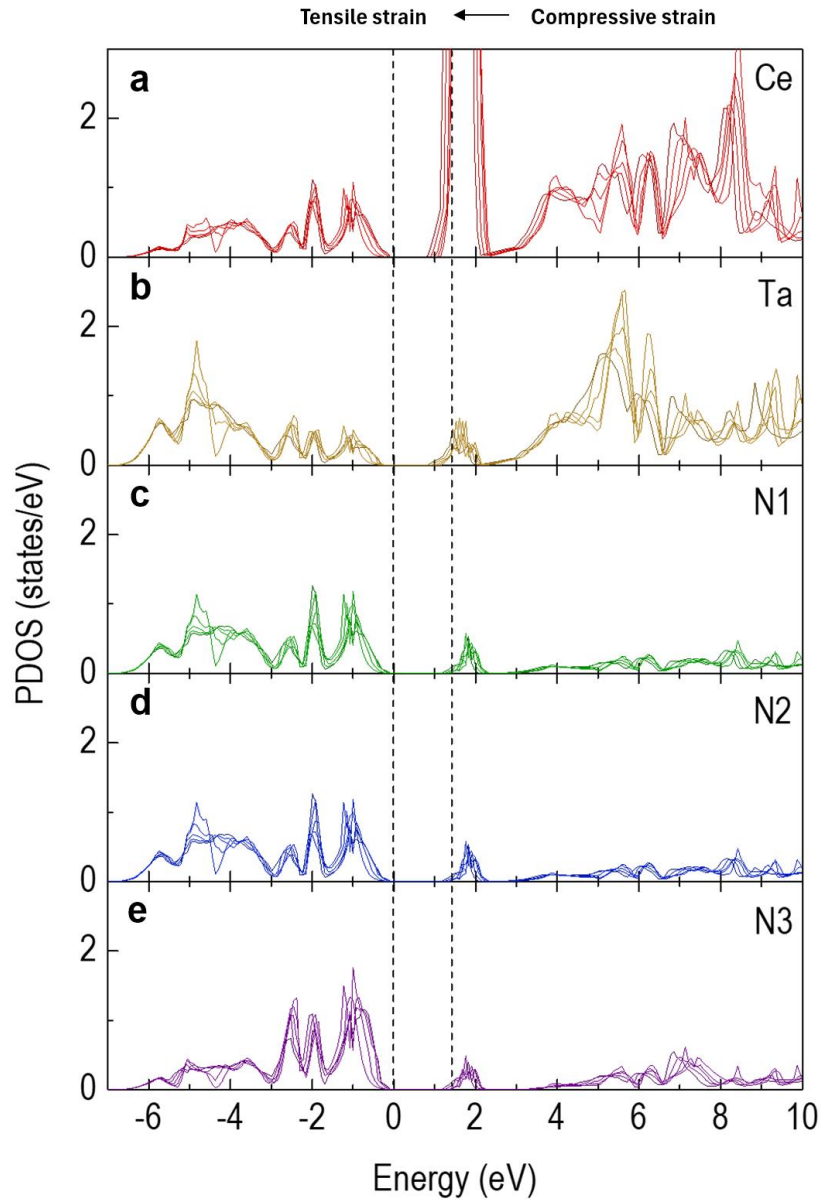 Tensile strain ← Compressive strain
a
Ce
2
0
b
Ta
2
0
c
N1
2
0
d
N2
2
0
e
N3
2
0
-6 -4 -2 0 2 4 6 8 10
PDOS (states/eV)
Energy (eV)